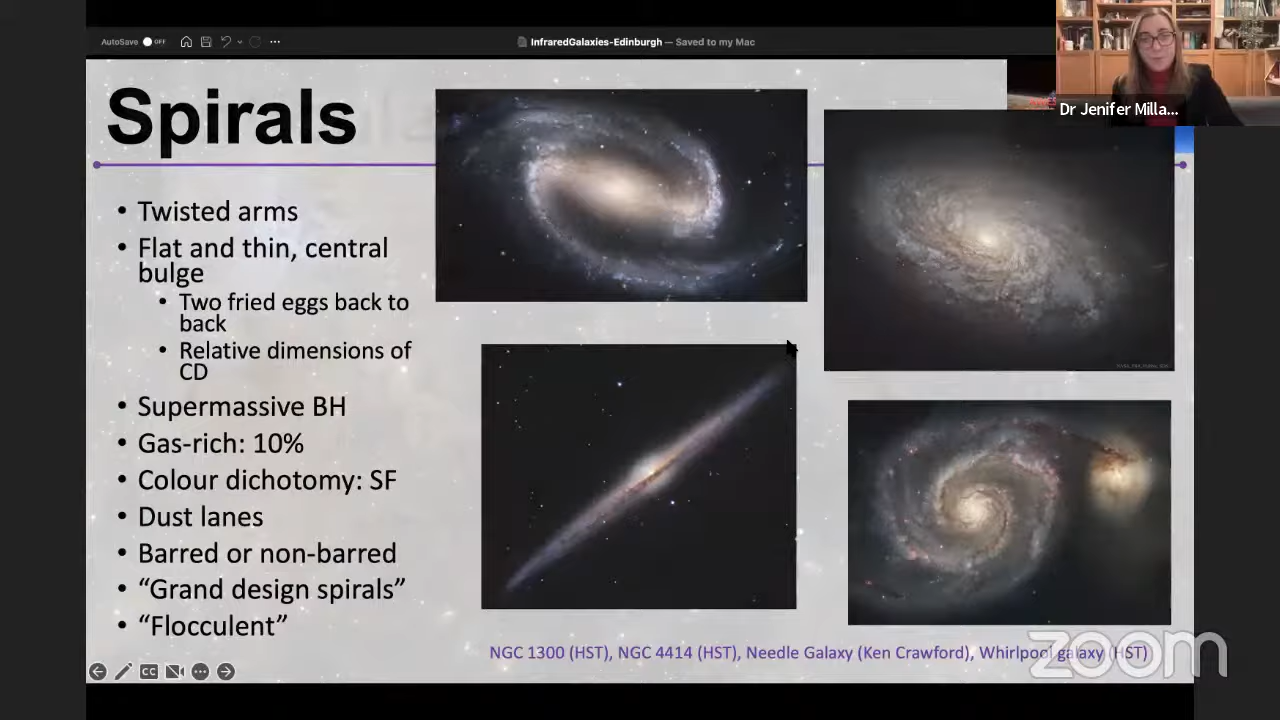 AutoSave OFF
InfraredGalaxies-Edinburgh — Saved to my Mac
Dr Jenifer Milla...
Spirals
• Twisted arms
• Flat and thin, central
bulge
• Two fried eggs back to
back
• Relative dimensions of
CD
• Supermassive BH
• Gas-rich: 10%
• Colour dichotomy: SF
• Dust lanes
• Barred or non-barred
• “Grand design spirals”
• “Flocculent”
NGC 1300 (HST), NGC 4414 (HST), Needle Galaxy (Ken Crawford), Whirlpool galaxy (HST)
CC
zoom